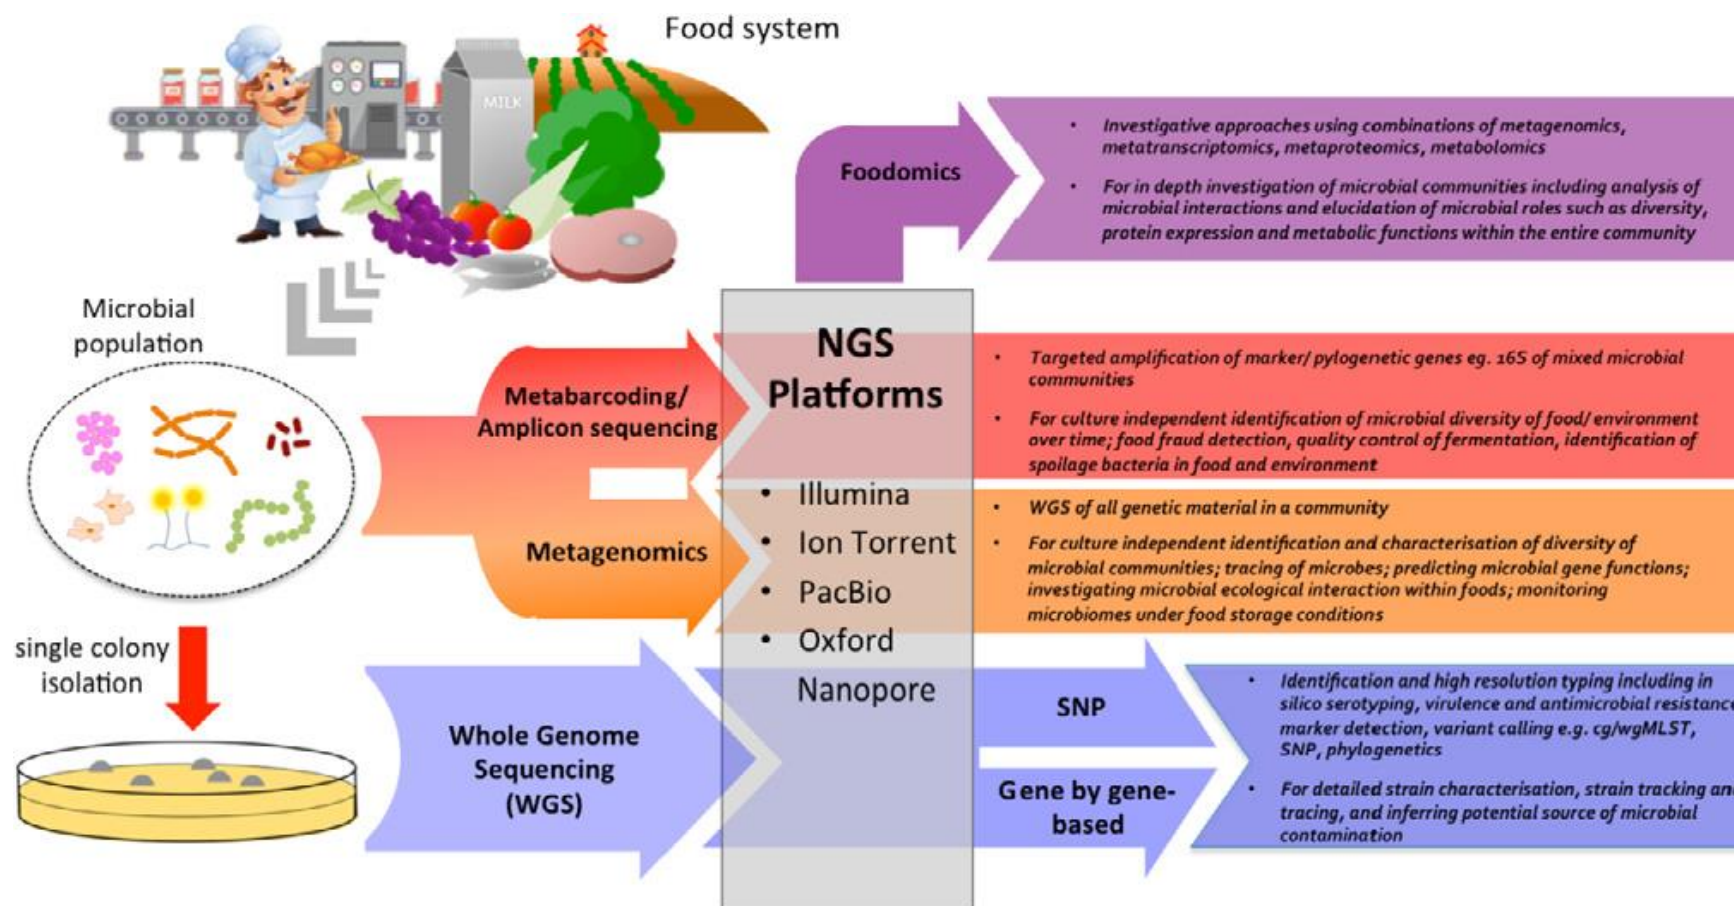 Food system
MILK
Foodomics
• Investigative approaches using combinations of metagenomics,
metatranscriptomics, metaproteomics, metabolomics
• For in depth investigation of microbial communities including analysis of
microbial interactions and elucidation of microbial roles such as diversity,
protein expression and metabolic functions within the entire community
Microbial
population
Metabarcoding/
Amplicon sequencing
Metagenomics
NGS
Platforms
• Illumina
• Ion Torrent
• PacBio
• Oxford
Nanopore
• Targeted amplification of marker/ pylogenetic genes eg. 16S of mixed microbial
communities
• For culture independent identification of microbial diversity of food/ environment
over time; food fraud detection, quality control of fermentation, identification of
spoilage bacteria in food and environment
• WGS of all genetic material in a community
• For culture independent identification and characterisation of diversity of
microbial communities; tracing of microbes; predicting microbial gene functions;
investigating microbial ecological interaction within foods; monitoring
microbiomes under food storage conditions
single colony
isolation
Whole Genome
Sequencing
(WGS)
SNP
Gene by gene-
based
• Identification and high resolution typing including in
silico serotyping, virulence and antimicrobial resistance
marker detection, variant calling e.g. cg/wgMLST,
SNP, phylogenetics
• For detailed strain characterisation, strain tracking an
tracing, and inferring potential source of microbial
contamination